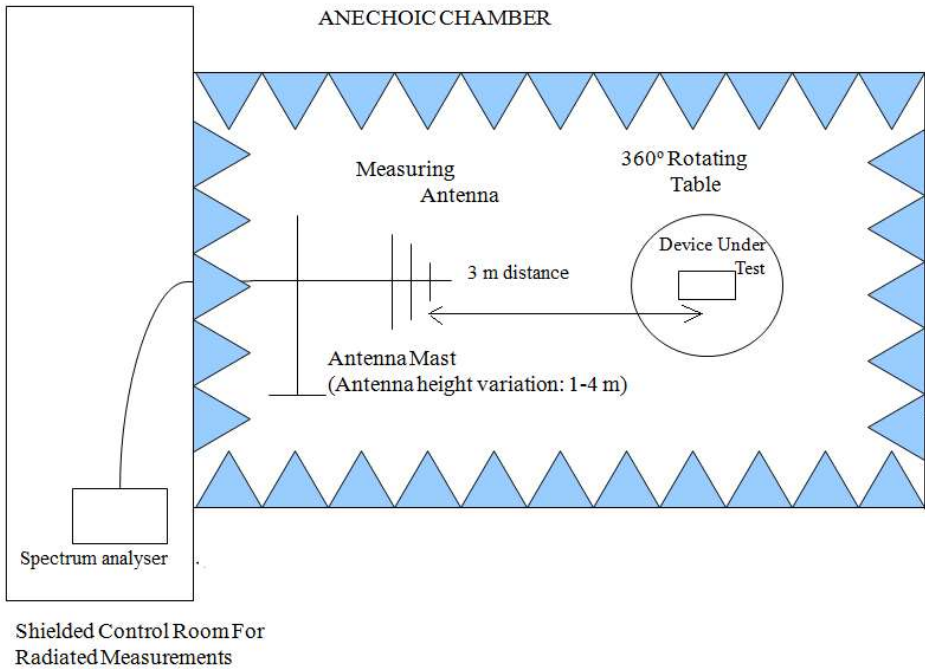 ANECHOIC CHAMBER
Measuring
Antenna
360º Rotating
Table
Device Under
Test
3 m distance
Antenna Mast
(Antenna height variation: 1-4 m)
Spectrum analyser
Shielded Control Room For
Radiated Measurements